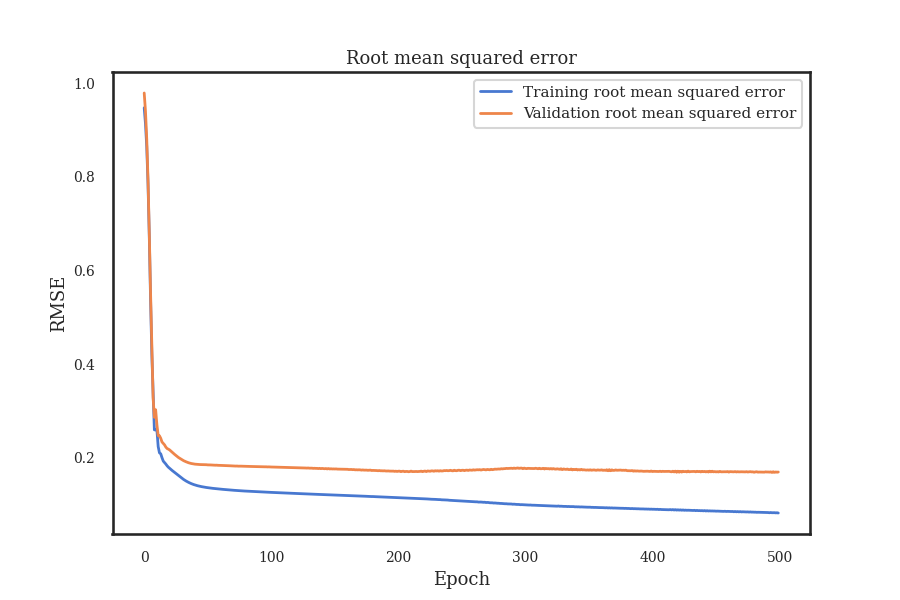 Root mean squared error
Training root mean squared error
Validation root mean squared error
RMSE
1.0
0.8
0.6
0.4
0.2
0
100
200
300
400
500
Epoch